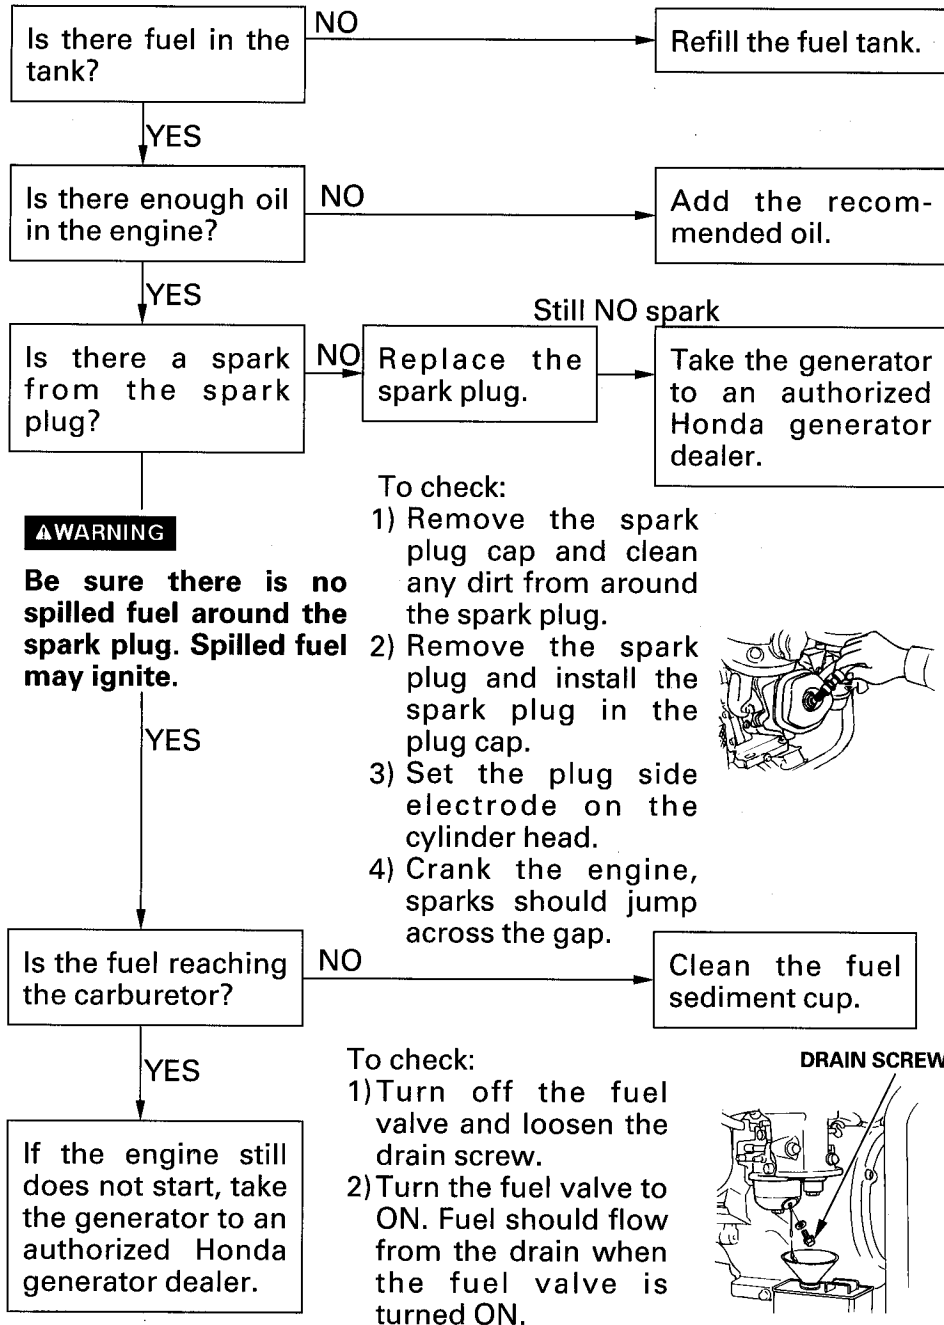 Is there fuel in the
tank?
NO
Refill the fuel tank.
YES
Is there enough oil
in the engine?
NO
Add the recom-
mended oil.
YES
Is there a spark
from the spark
plug?
NO
Replace the
spark plug.
Still NO spark
Take the generator
to an authorized
Honda generator
dealer.
⚠WARNING
Be sure there is no
spilled fuel around the
spark plug. Spilled fuel
may ignite.
To check:
1) Remove the spark
plug cap and clean
any dirt from around
the spark plug.
2) Remove the spark
plug and install the
spark plug in the
plug cap.
3) Set the plug side
electrode on the
cylinder head.
4) Crank the engine,
sparks should jump
across the gap.
YES
Is the fuel reaching
the carburetor?
NO
Clean the fuel
sediment cup.
YES
If the engine still
does not start, take
the generator to an
authorized Honda
generator dealer.
To check:
1) Turn off the fuel
valve and loosen the
drain screw.
2) Turn the fuel valve to
ON. Fuel should flow
from the drain when
the fuel valve is
turned ON.
DRAIN SCREW